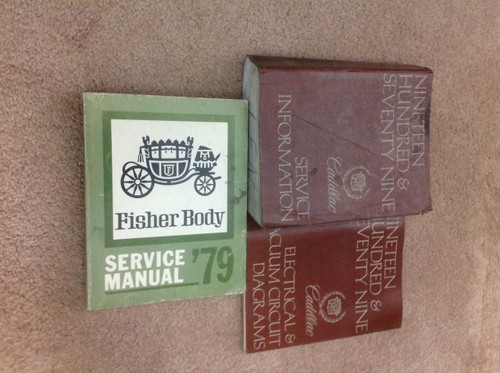 Fisher Body
SERVICE
MANUAL '79
NINETEEN
HUNDRED &
SEVENTY NINE
Cadillac
SERVICE
INFORMATION
NINETEEN
HUNDRED &
SEVENTY NINE
Cadillac
ELECTRICAL &
VACUUM CIRCUIT
DIAGRAMS